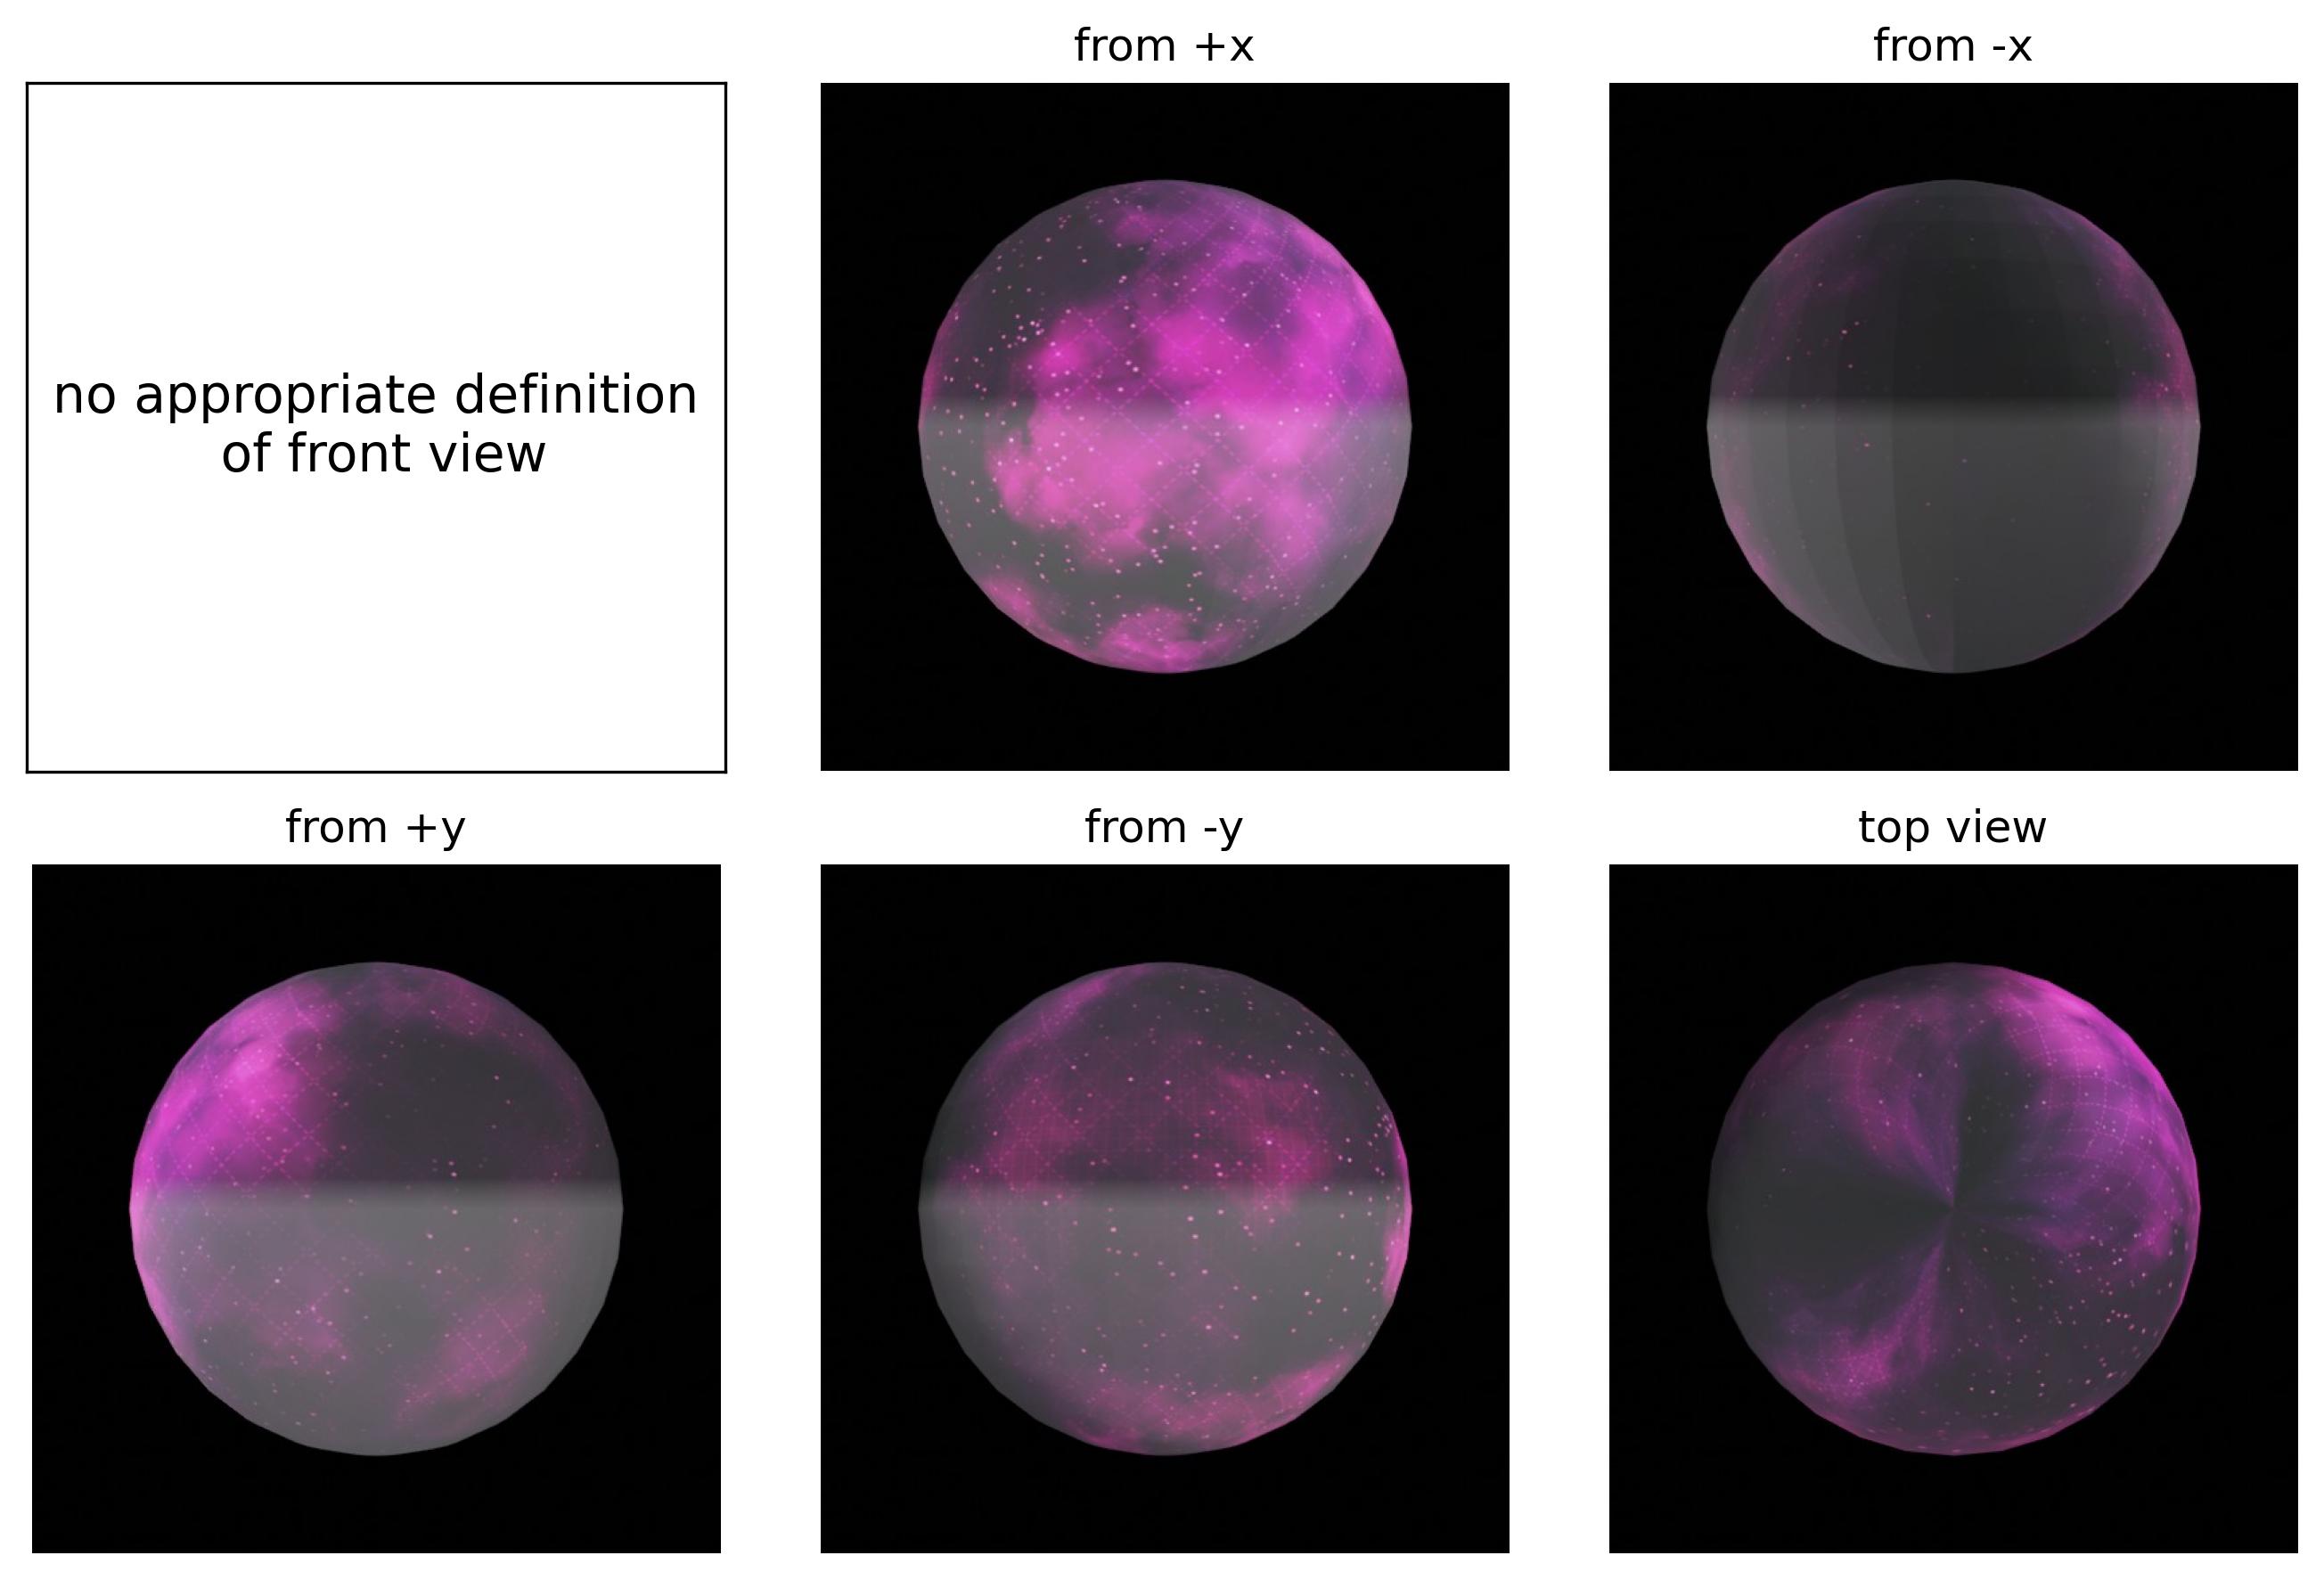 from +x
from -x
no appropriate definition
of front view
from +y
from -y
top view